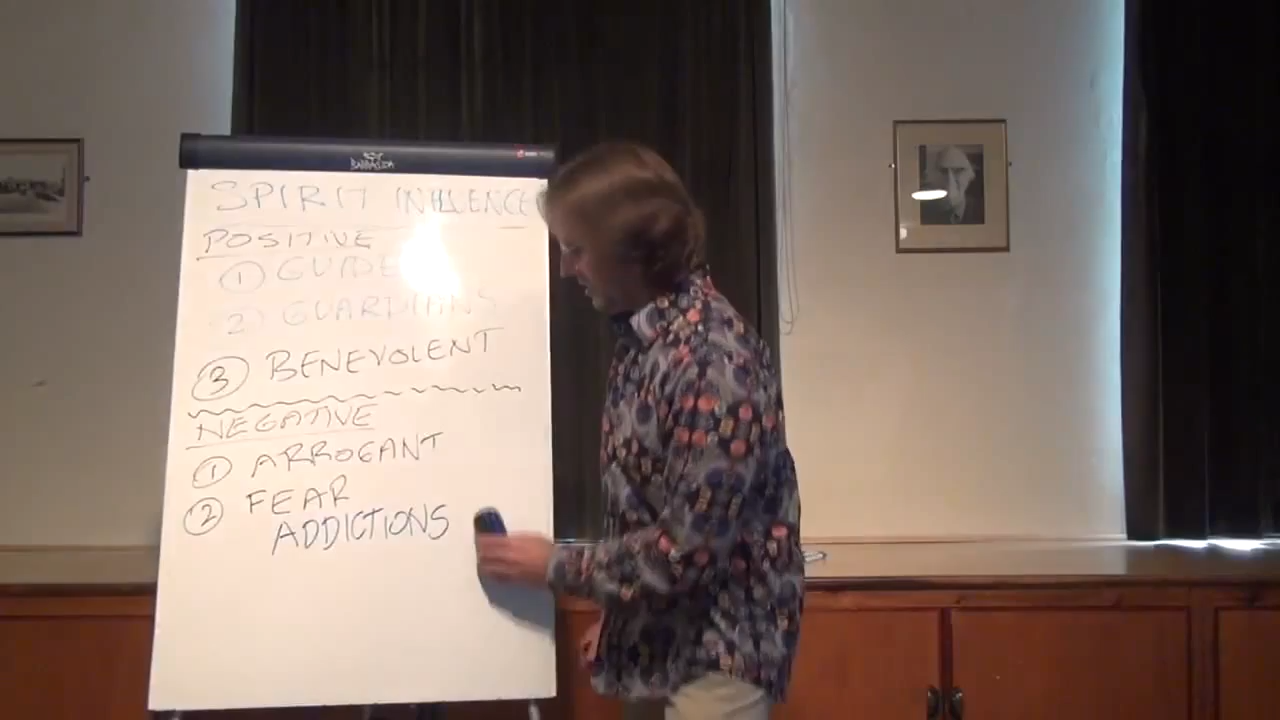 SPIRIT INFLUENCE
POSITIVE
① GUIDE
② GUARDIANS
③ BENEVOLENT
NEGATIVE
① ARROGANT
② FEAR
ADDICTIONS